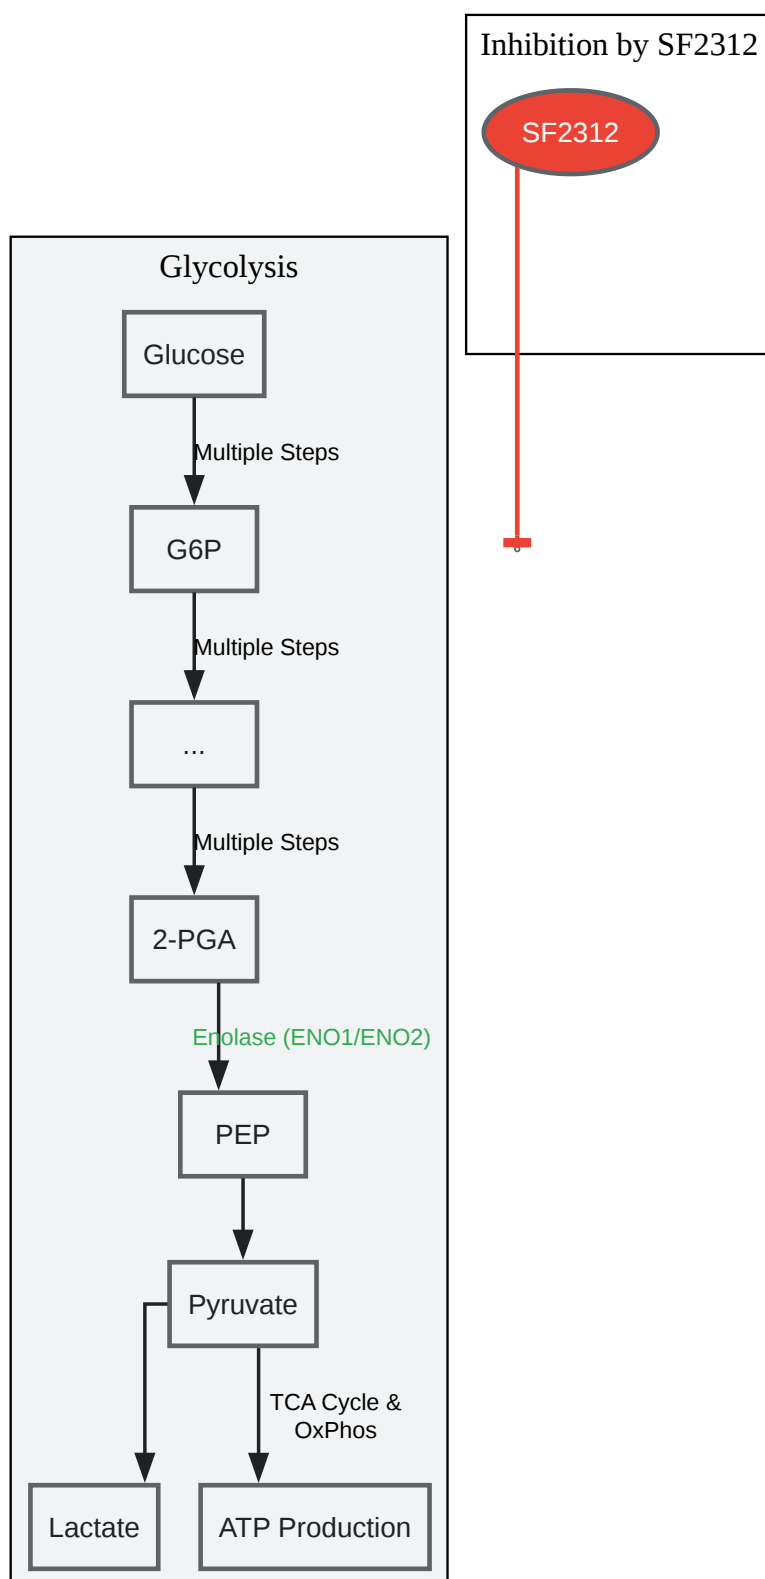 Inhibition by SF2312
SF2312
Glycolysis
Glucose
Multiple Steps
G6P
Multiple Steps
...
Multiple Steps
2-PGA
Enolase (ENO1/ENO2)
PEP
Pyruvate
TCA Cycle &
OxPhos
Lactate
ATP Production